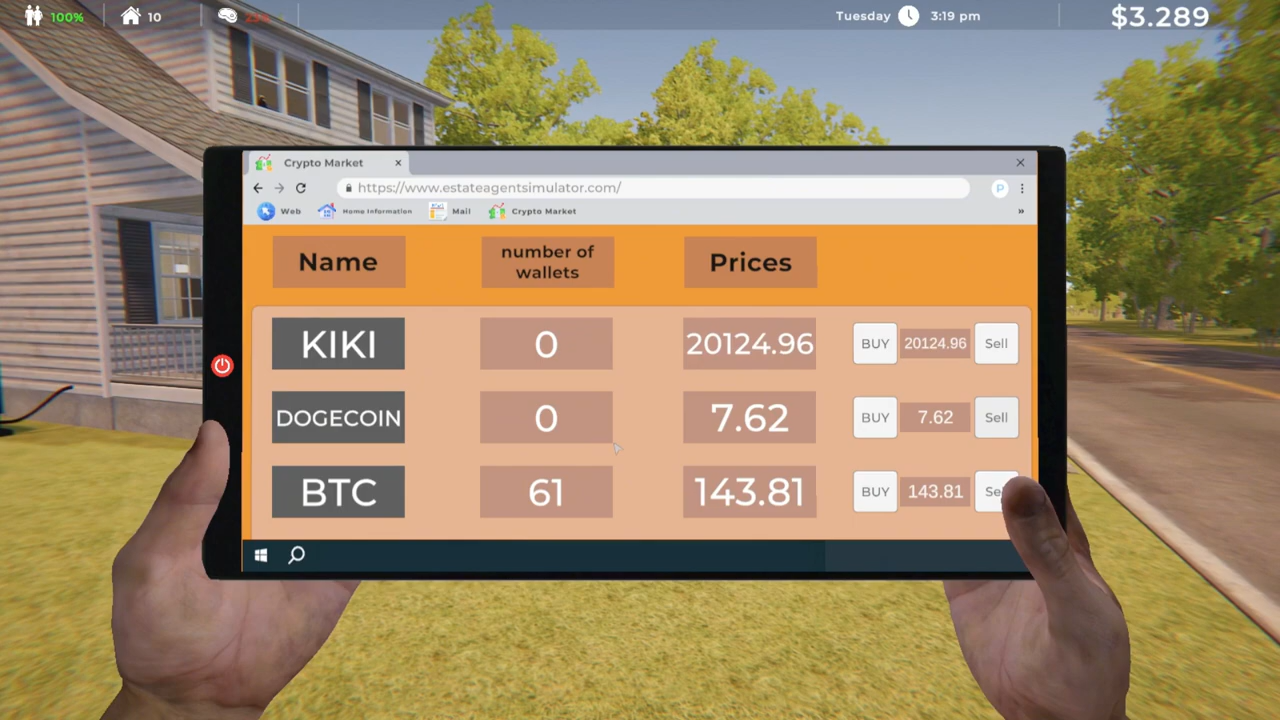 100%
10
Tuesday 3:19 pm
$3.289
Crypto Market
https://www.estateagentsimulator.com/
P
Web Home Information Mail Crypto Market
Name number of wallets Prices
KIKI 0 20124.96 BUY 20124.96 Sell
DOGECOIN 0 7.62 BUY 7.62 Sell
BTC 61 143.81 BUY 143.81